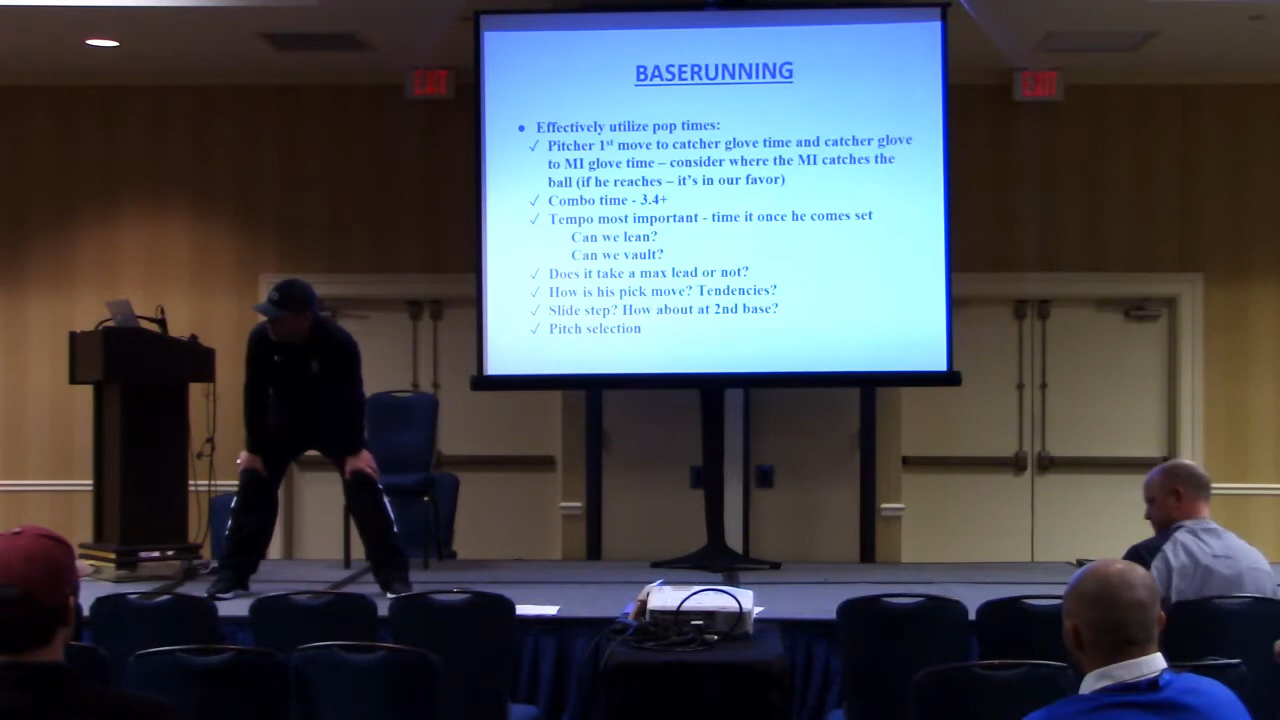 EXIT
EXIT
BASERUNNING
● Effectively utilize pop times:
✓ Pitcher 1st move to catcher glove time and catcher glove
to MI glove time – consider where the MI catches the
ball (if he reaches – it's in our favor)
✓ Combo time - 3.4+
✓ Tempo most important - time it once he comes set
Can we lean?
Can we vault?
✓ Does it take a max lead or not?
✓ How is his pick move? Tendencies?
✓ Slide step? How about at 2nd base?
✓ Pitch selection